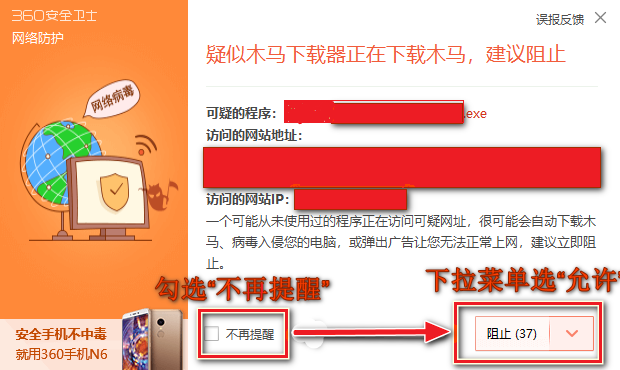 360安全卫士
网络防护
误报反馈
疑似木马下载器正在下载木马，建议阻止
网络病毒
可疑的程序：
.exe
访问的网站地址：
访问的网站IP：
一个可能从未使用过的程序正在访问可疑网址，很可能会自动下载木
马、病毒入侵您的电脑，或弹出广告让您无法正常上网，建议立即阻
止。
勾选“不再提醒”
下拉菜单选“允许”
安全手机不中毒
就用360手机N6
不再提醒
阻止 (37)